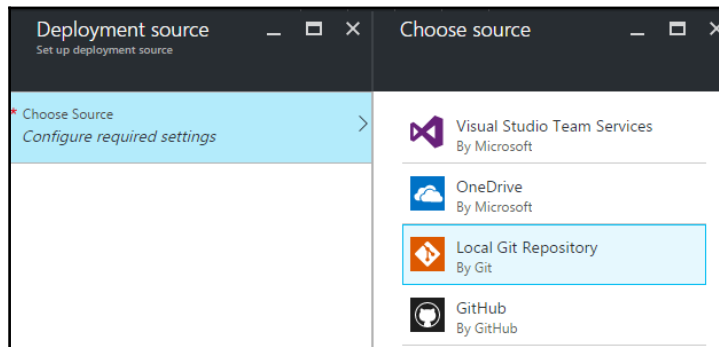 Deployment source
Set up deployment source
* Choose Source
Configure required settings
Choose source
Visual Studio Team Services
By Microsoft
OneDrive
By Microsoft
Local Git Repository
By Git
GitHub
By GitHub